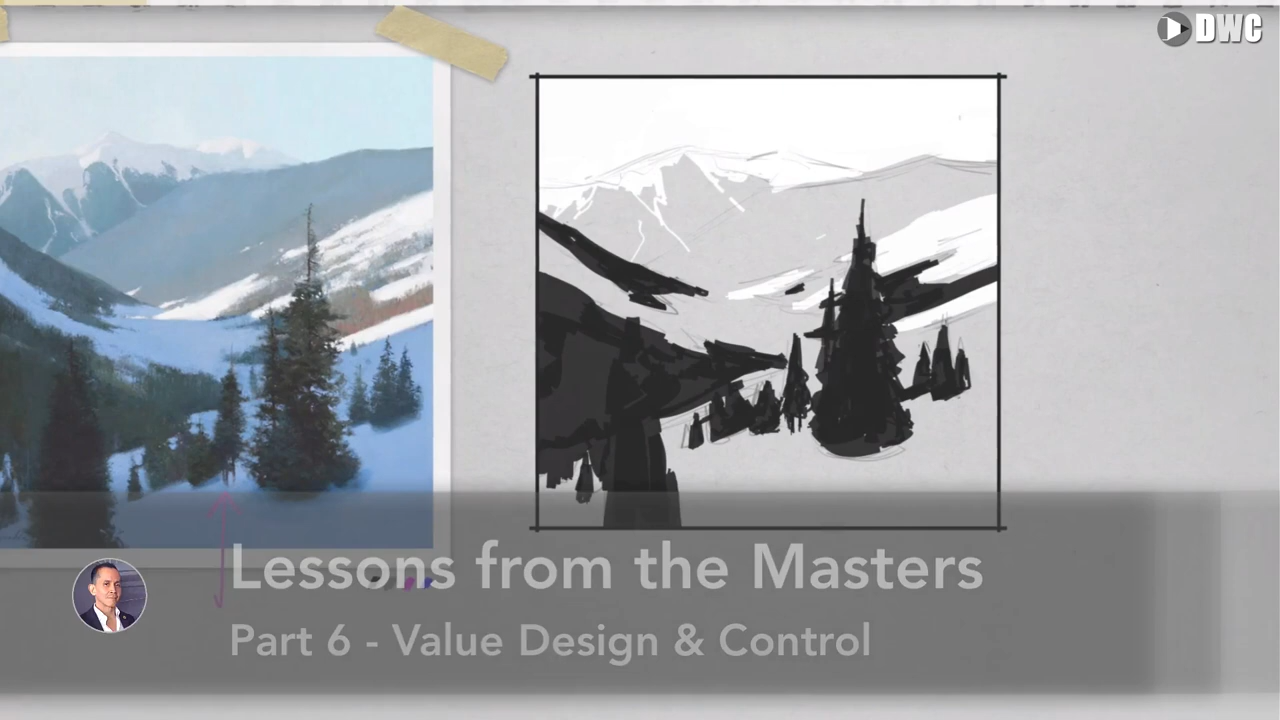 DWC
Lessons from the Masters
Part 6 - Value Design & Control